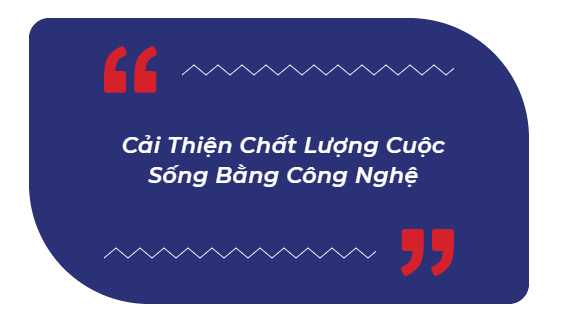 Cải Thiện Chất Lượng Cuộc
Sống Bằng Công Nghệ